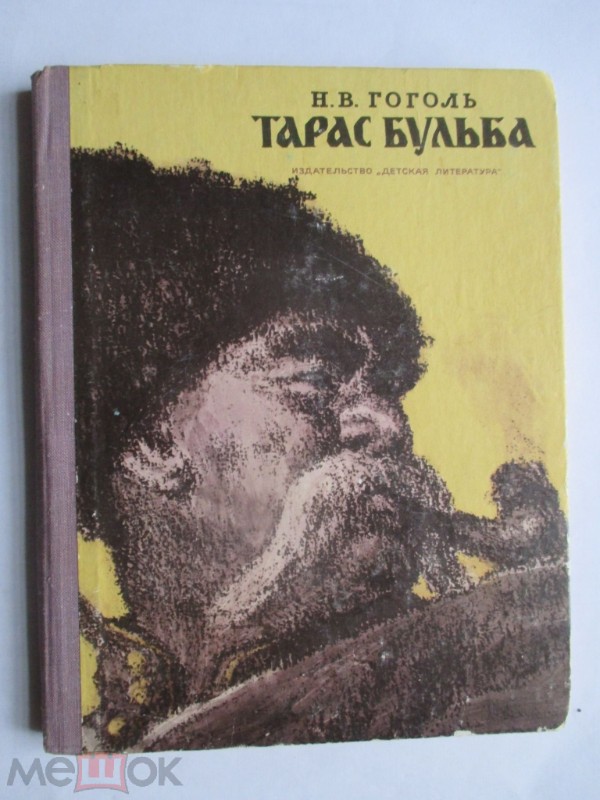 Н.В. ГОГОЛЬ
ТАРАС БУЛЬБА
ИЗДАТЕЛЬСТВО „ДЕТСКАЯ ЛИТЕРАТУРА"
мешок